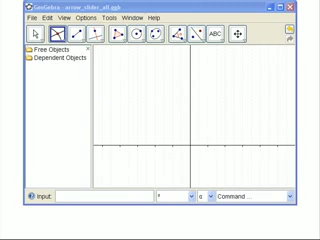 GeoGebra - arrow_slider_all.ggb
File Edit View Options Tools Window Help
ABC
Free Objects
Dependent Objects
Input:
α
Command ...